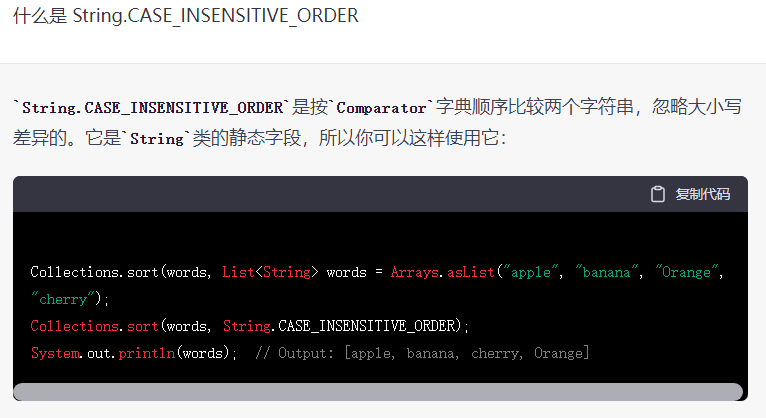 什么是 String.CASE_INSENSITIVE_ORDER
`String.CASE_INSENSITIVE_ORDER`是按`Comparator`字典顺序比较两个字符串，忽略大小写
差异的。它是`String`类的静态字段，所以你可以这样使用它：
复制代码
Collections.sort(words, List<String> words = Arrays.asList("apple", "banana", "Orange",
"cherry");
Collections.sort(words, String.CASE_INSENSITIVE_ORDER);
System.out.println(words);  // Output: [apple, banana, cherry, Orange]